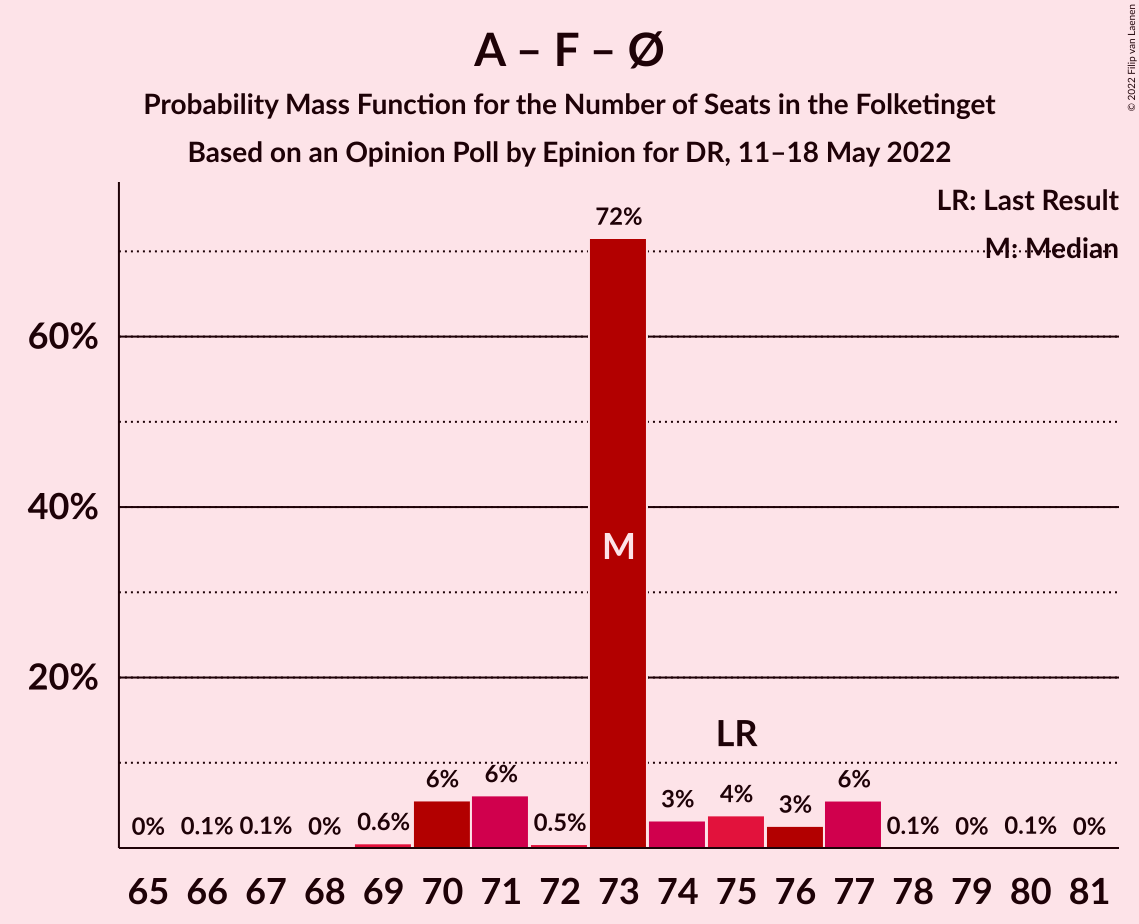 A – F – Ø
Probability Mass Function for the Number of Seats in the Folketinget
Based on an Opinion Poll by Epinion for DR, 11–18 May 2022
© 2022 Filip van Laenen
LR: Last Result
M: Median
60%
40%
20%
0%
0.1%
0.1%
0%
0.6%
6%
6%
0.5%
72%
M
3%
LR
4%
3%
6%
0.1%
0%
0.1%
0%
65 66 67 68 69 70 71 72 73 74 75 76 77 78 79 80 81